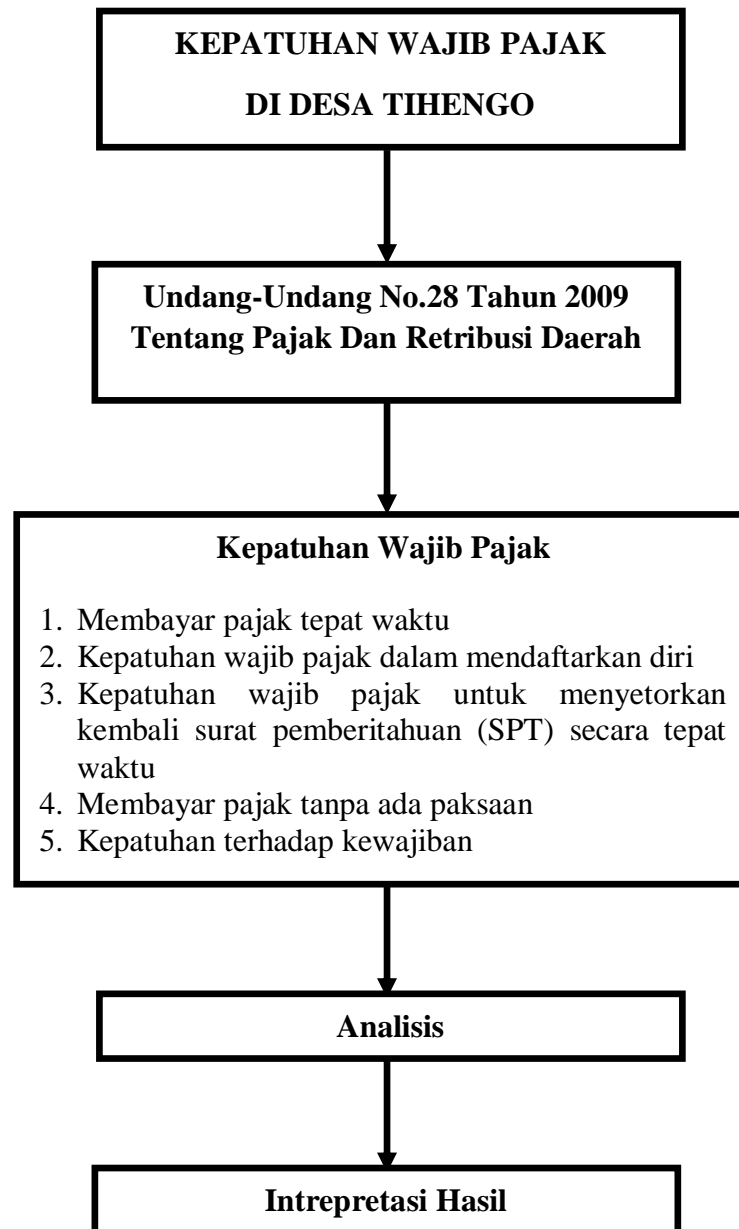 KEPATUHAN WAJIB PAJAK
DI DESA TIHENGO
Undang-Undang No.28 Tahun 2009
Tentang Pajak Dan Retribusi Daerah
Kepatuhan Wajib Pajak
1. Membayar pajak tepat waktu
2. Kepatuhan wajib pajak dalam mendaftarkan diri
3. Kepatuhan wajib pajak untuk menyetorkan
kembali surat pemberitahuan (SPT) secara tepat
waktu
4. Membayar pajak tanpa ada paksaan
5. Kepatuhan terhadap kewajiban
Analisis
Intrepretasi Hasil